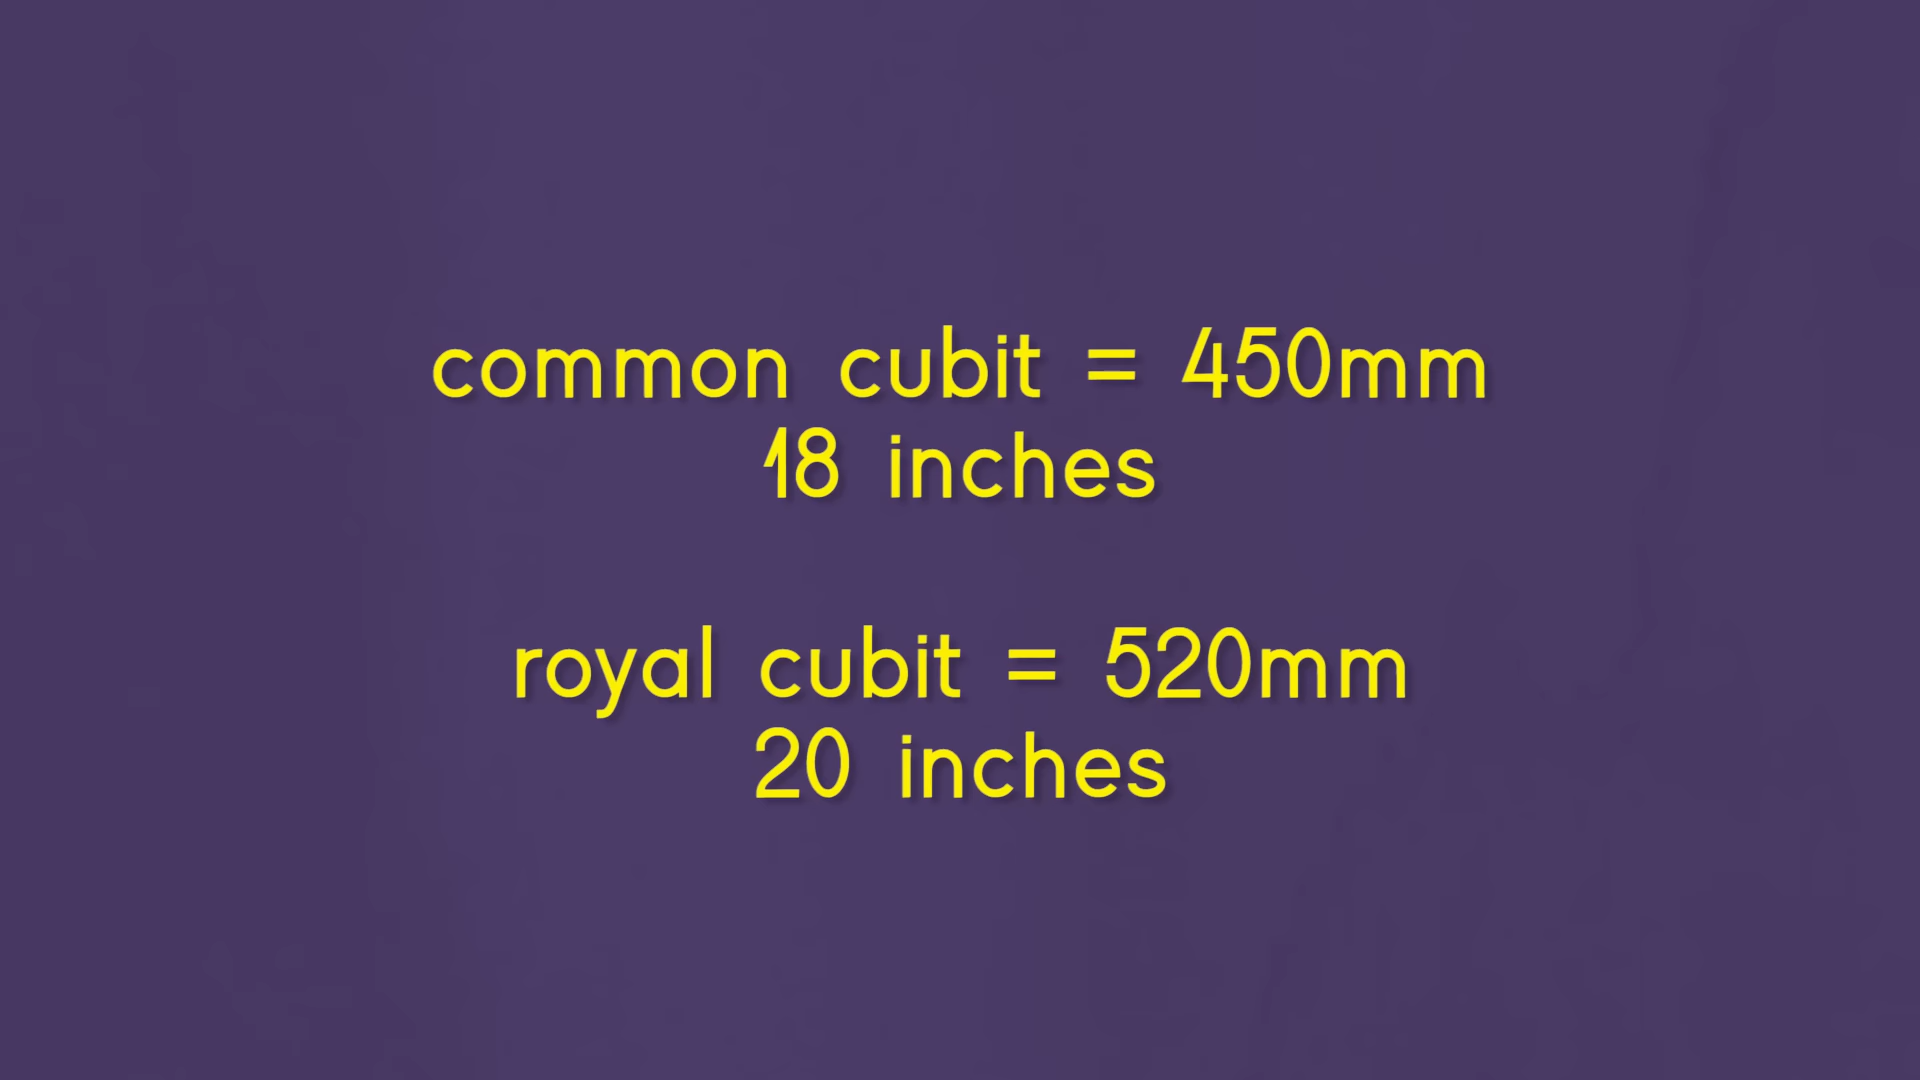 common cubit = 450mm
18 inches
royal cubit = 520mm
20 inches